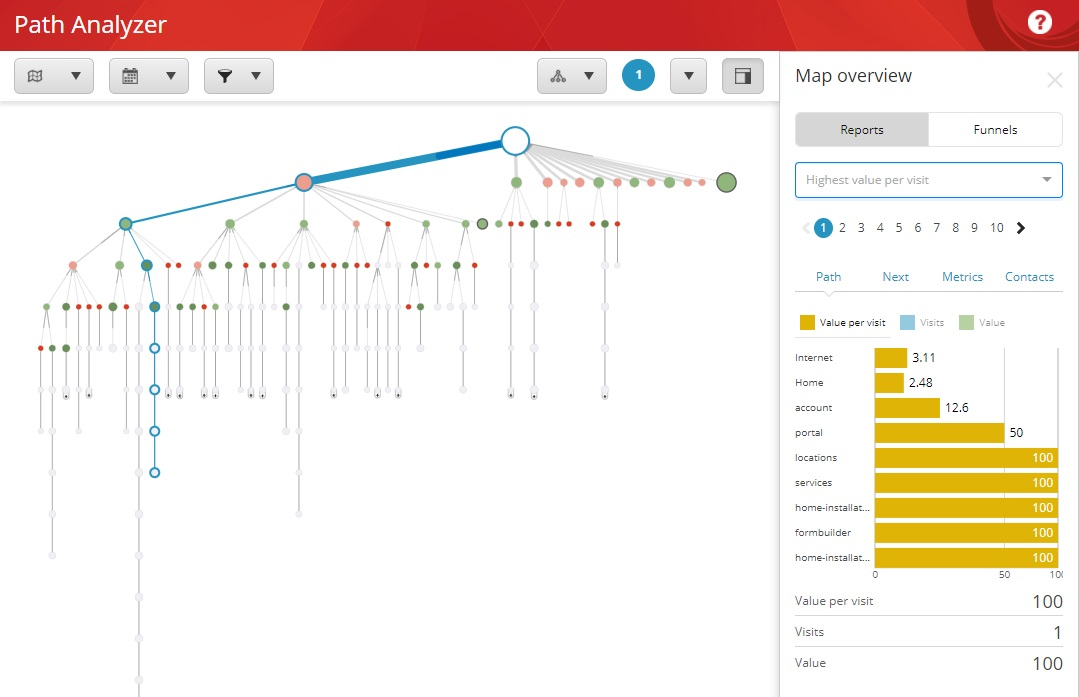 Path Analyzer
?
1
Map overview
Reports Funnels
Highest value per visit
1 2 3 4 5 6 7 8 9 10
Path Next Metrics Contacts
Value per visit Visits Value
Internet 3.11
Home 2.48
account 12.6
portal 50
locations 100
services 100
home-installat... 100
formbuilder 100
home-installat... 100
0 50 100
Value per visit 100
Visits 1
Value 100